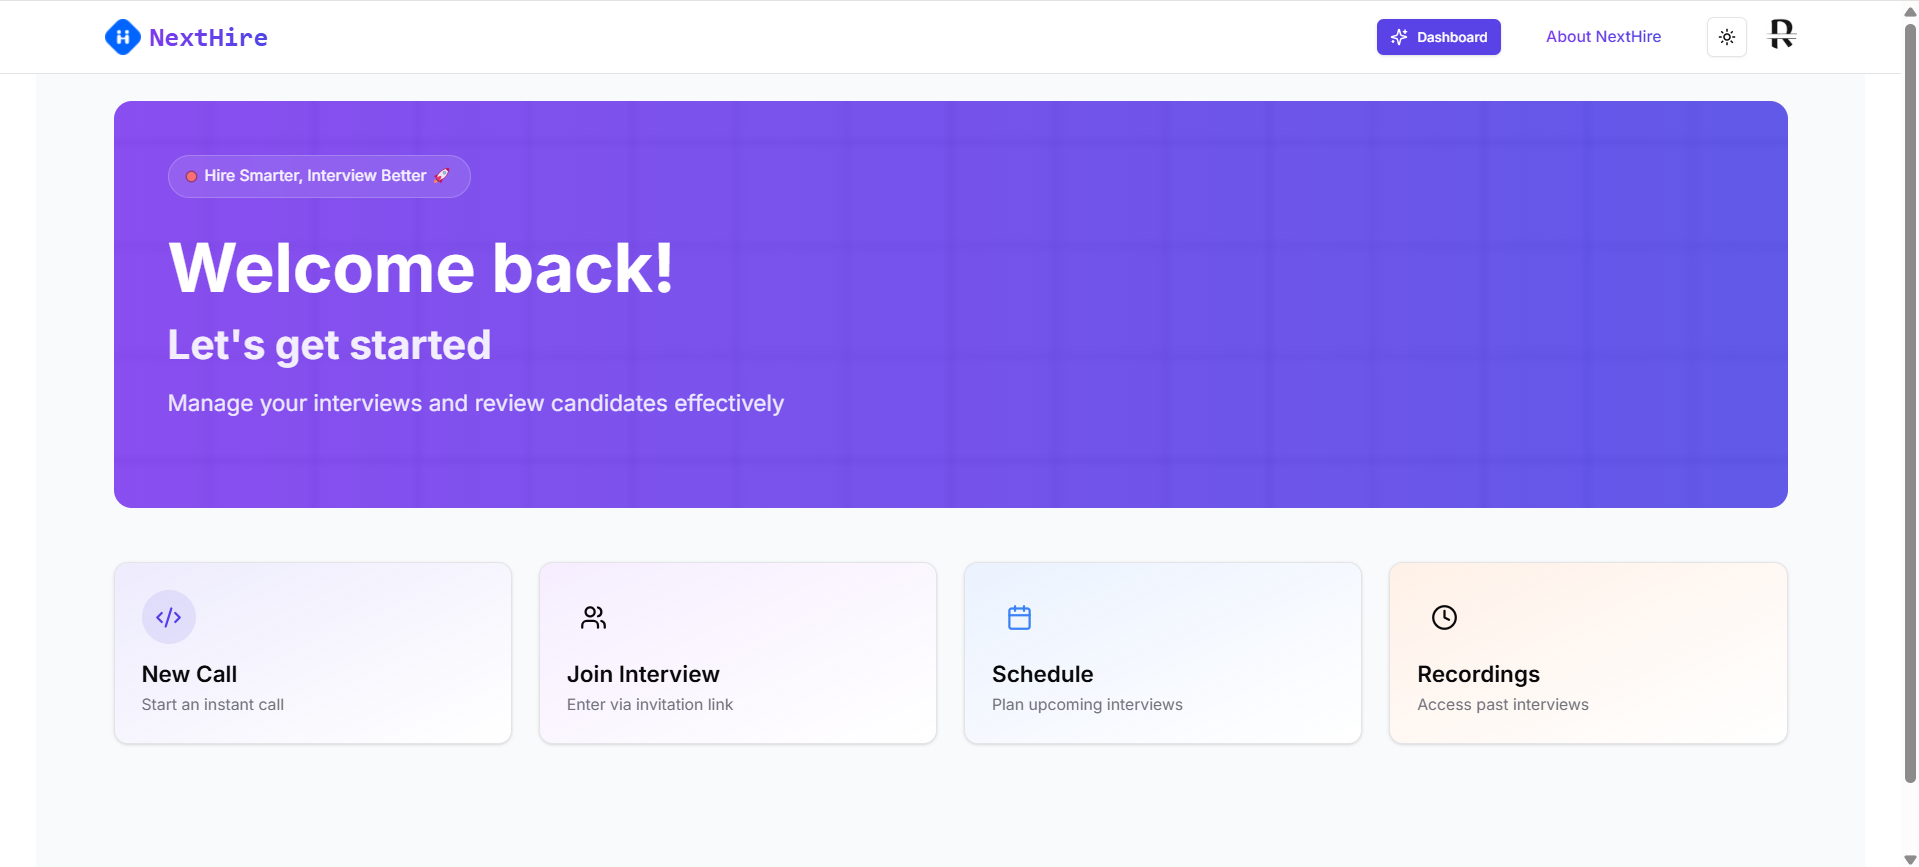 NextHire
Dashboard
About NextHire
R
Hire Smarter, Interview Better 🚀
Welcome back!
Let's get started
Manage your interviews and review candidates effectively
New Call
Start an instant call
Join Interview
Enter via invitation link
Schedule
Plan upcoming interviews
Recordings
Access past interviews